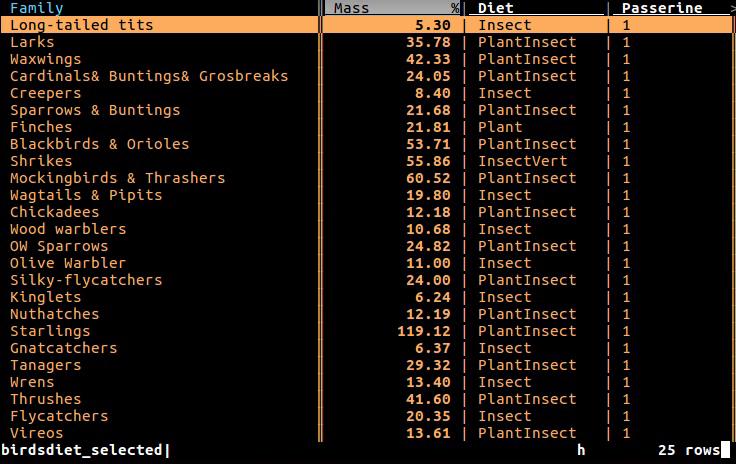 Family Mass %| Diet | Passerine >
Long-tailed tits 5.30 | Insect | 1
Larks 35.78 | PlantInsect | 1
Waxwings 42.33 | PlantInsect | 1
Cardinals& Buntings& Grosbreaks 24.05 | PlantInsect | 1
Creepers 8.40 | Insect | 1
Sparrows & Buntings 21.68 | PlantInsect | 1
Finches 21.81 | Plant | 1
Blackbirds & Orioles 53.71 | PlantInsect | 1
Shrikes 55.86 | InsectVert | 1
Mockingbirds & Thrashers 60.52 | PlantInsect | 1
Wagtails & Pipits 19.80 | Insect | 1
Chickadees 12.18 | PlantInsect | 1
Wood warblers 10.68 | Insect | 1
OW Sparrows 24.82 | PlantInsect | 1
Olive Warbler 11.00 | Insect | 1
Silky-flycatchers 24.00 | PlantInsect | 1
Kinglets 6.24 | Insect | 1
Nuthatches 12.19 | PlantInsect | 1
Starlings 119.12 | PlantInsect | 1
Gnatcatchers 6.37 | Insect | 1
Tanagers 29.32 | PlantInsect | 1
Wrens 13.40 | Insect | 1
Thrushes 41.60 | PlantInsect | 1
Flycatchers 20.35 | Insect | 1
Vireos 13.61 | PlantInsect | 1
birdsdiet_selected| h 25 rows